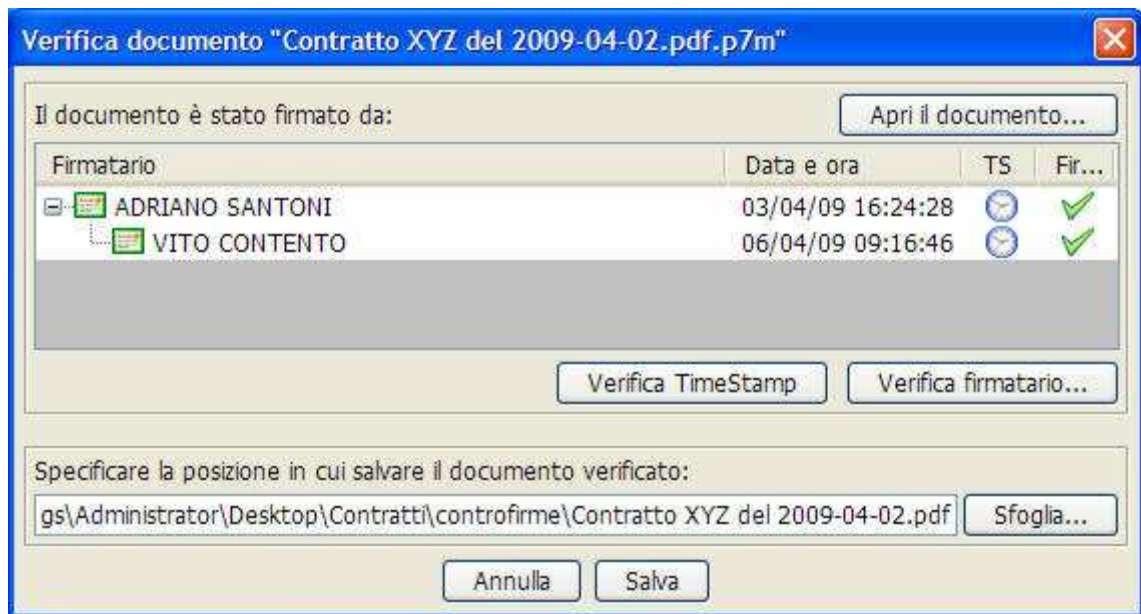 Verifica documento "Contratto XYZ del 2009-04-02.pdf.p7m"
Il documento è stato firmato da:
Apri il documento...
Firmatario Data e ora TS Fir...
ADRIANO SANTONI 03/04/09 16:24:28
VITO CONTENTO 06/04/09 09:16:46
Verifica TimeStamp Verifica firmatario...
Specificare la posizione in cui salvare il documento verificato:
gs\Administrator\Desktop\Contratti\controfirme\Contratto XYZ del 2009-04-02.pdf Sfoglia...
Annulla Salva